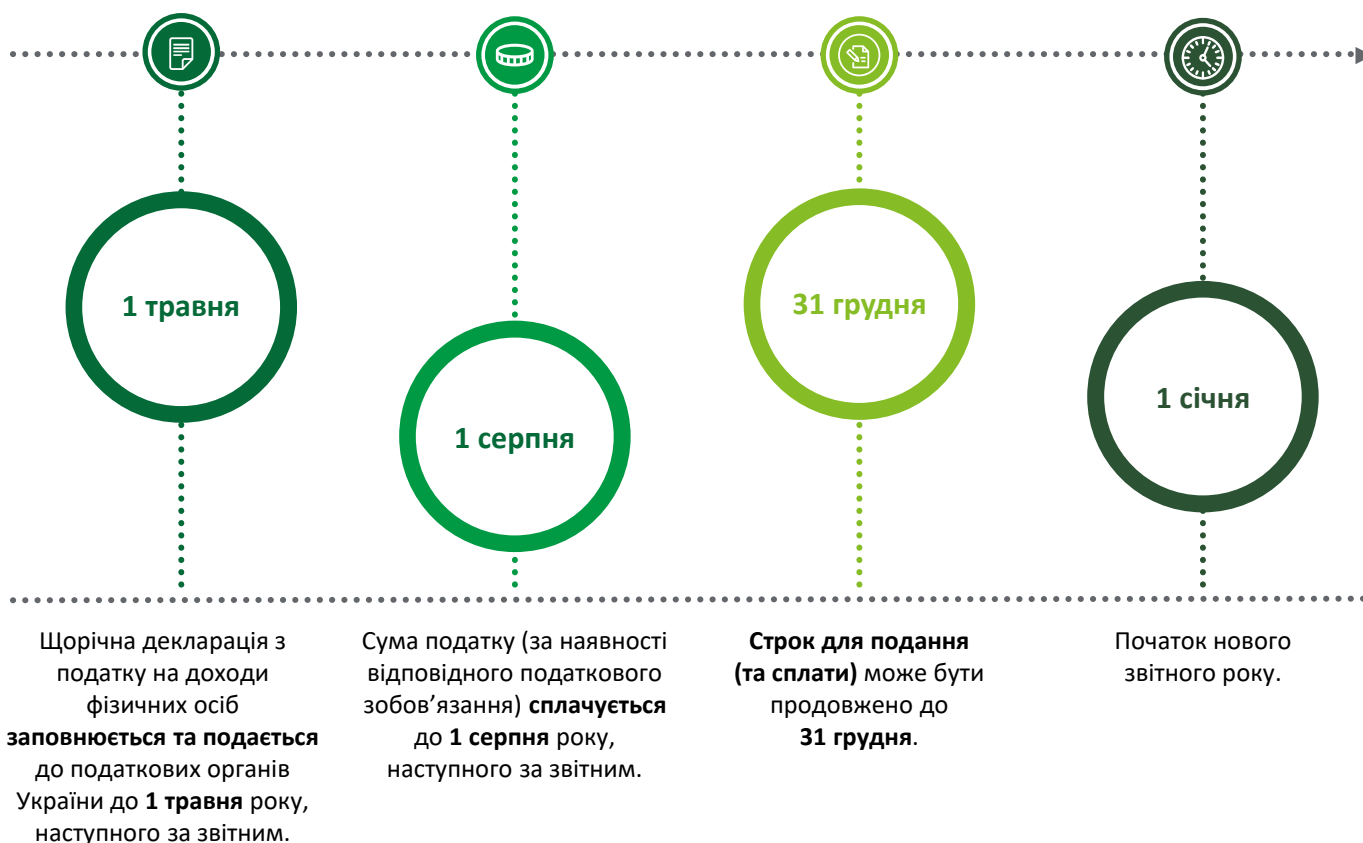 1 травня
1 серпня
31 грудня
1 січня
Щорічна декларація з
податку на доходи
фізичних осіб
заповнюється та подається
до податкових органів
України до 1 травня року,
наступного за звітним.
Сума податку (за наявності
відповідного податкового
зобов’язання) сплачується
до 1 серпня року,
наступного за звітним.
Строк для подання
(та сплати) може бути
продовжено до
31 грудня.
Початок нового
звітного року.